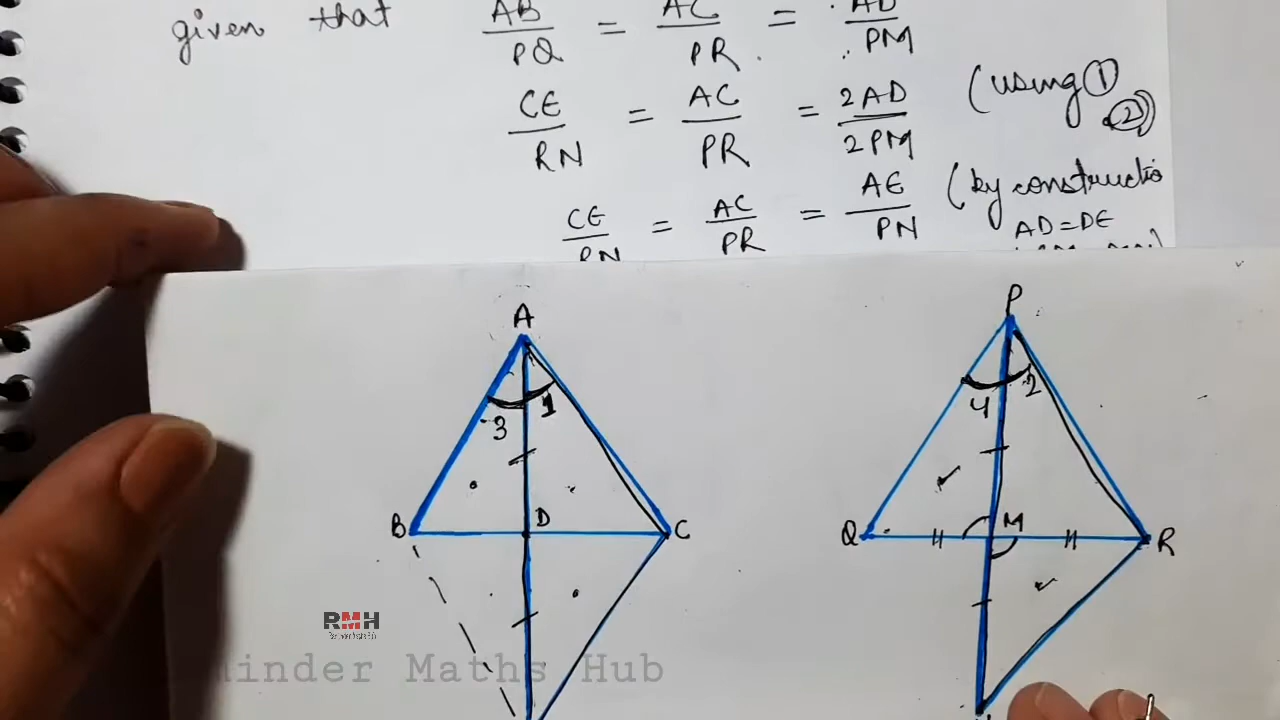 given that AB/PQ = AC/PR = AD/PM
CE/RN = AC/PR = 2AD/2PM (using ① ②)
CE/RN = AC/PR = AE/PN (by constructio
AD=DE
A
P
3 1
4 2
B D C
Q M R
RMH
minder Maths Hub